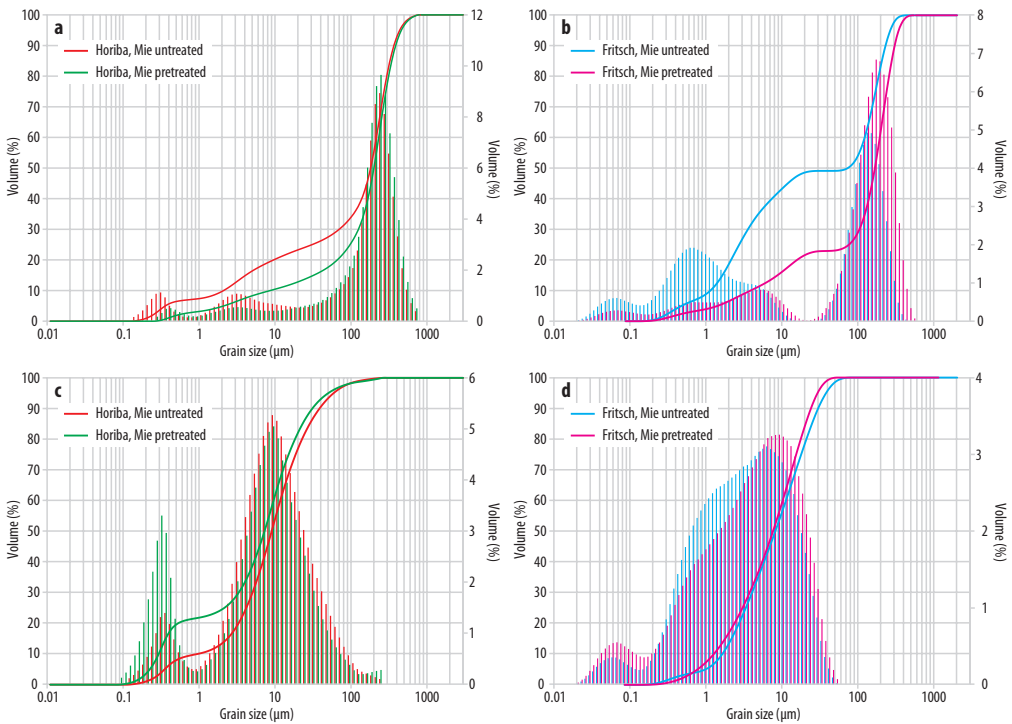 a
Horiba, Mie untreated
Horiba, Mie pretreated
100
90
80
70
60
50
40
30
20
10
0
12
10
8
6
4
2
0
Volume (%)
Volume (%)
0.01 0.1 1 10 100 1000
Grain size (μm)
b
Fritsch, Mie untreated
Fritsch, Mie pretreated
100
90
80
70
60
50
40
30
20
10
0
8
7
6
5
4
3
2
1
0
Volume (%)
Volume (%)
0.01 0.1 1 10 100 1000
Grain size (μm)
c
Horiba, Mie untreated
Horiba, Mie pretreated
100
90
80
70
60
50
40
30
20
10
0
6
5
4
3
2
1
0
Volume (%)
Volume (%)
0.01 0.1 1 10 100 1000
Grain size (μm)
d
Fritsch, Mie untreated
Fritsch, Mie pretreated
100
90
80
70
60
50
40
30
20
10
0
4
3
2
1
0
Volume (%)
Volume (%)
0.01 0.1 1 10 100 1000
Grain size (μm)